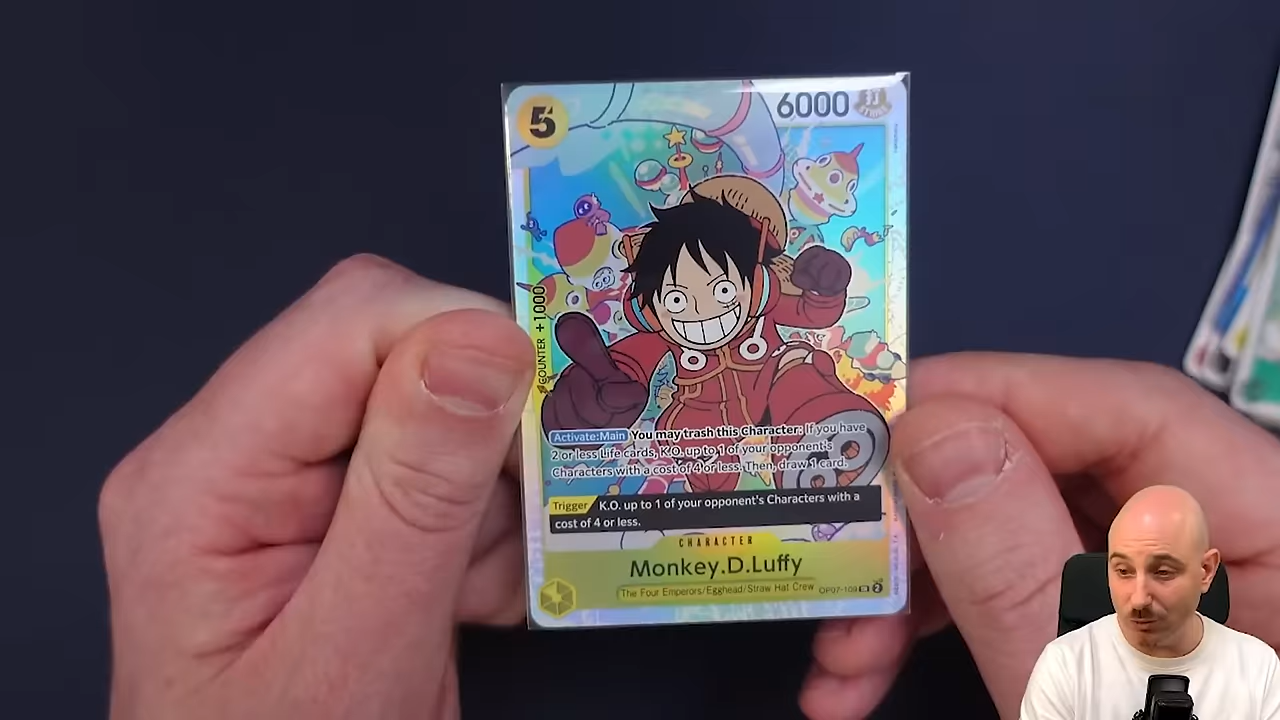 5
6000
打
STRIKE
COUNTER +1000
Activate:Main You may trash this Character: If you have
2 or less Life cards, K.O. up to 1 of your opponent's
Characters with a cost of 4 or less. Then, draw 1 card.
Trigger K.O. up to 1 of your opponent's Characters with a
cost of 4 or less.
CHARACTER
Monkey.D.Luffy
The Four Emperors/Egghead/Straw Hat Crew
OP07-109 2